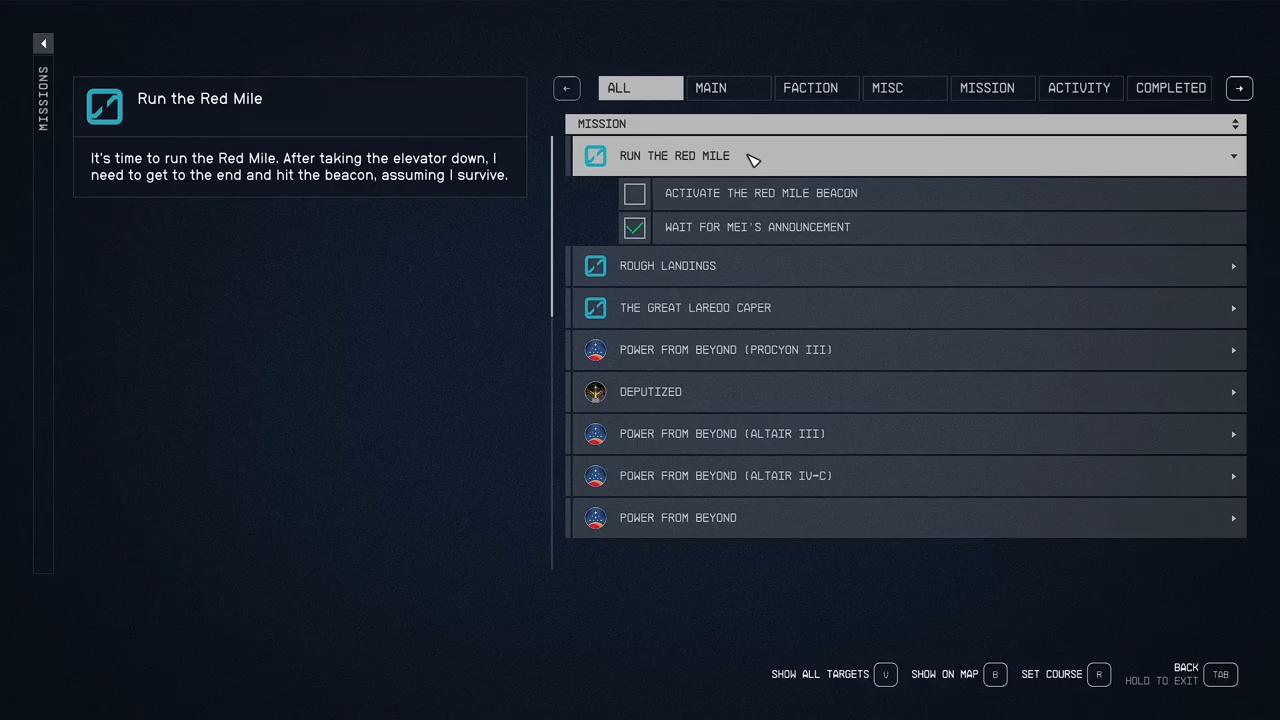 MISSIONS
Run the Red Mile
It's time to run the Red Mile. After taking the elevator down, I
need to get to the end and hit the beacon, assuming I survive.
ALL MAIN FACTION MISC MISSION ACTIVITY COMPLETED
MISSION
RUN THE RED MILE
ACTIVATE THE RED MILE BEACON
WAIT FOR MEI'S ANNOUNCEMENT
ROUGH LANDINGS
THE GREAT LAREDO CAPER
POWER FROM BEYOND (PROCYON III)
DEPUTIZED
POWER FROM BEYOND (ALTAIR III)
POWER FROM BEYOND (ALTAIR IV-C)
POWER FROM BEYOND
SHOW ALL TARGETS V SHOW ON MAP B SET COURSE R BACK TAB
HOLD TO EXIT